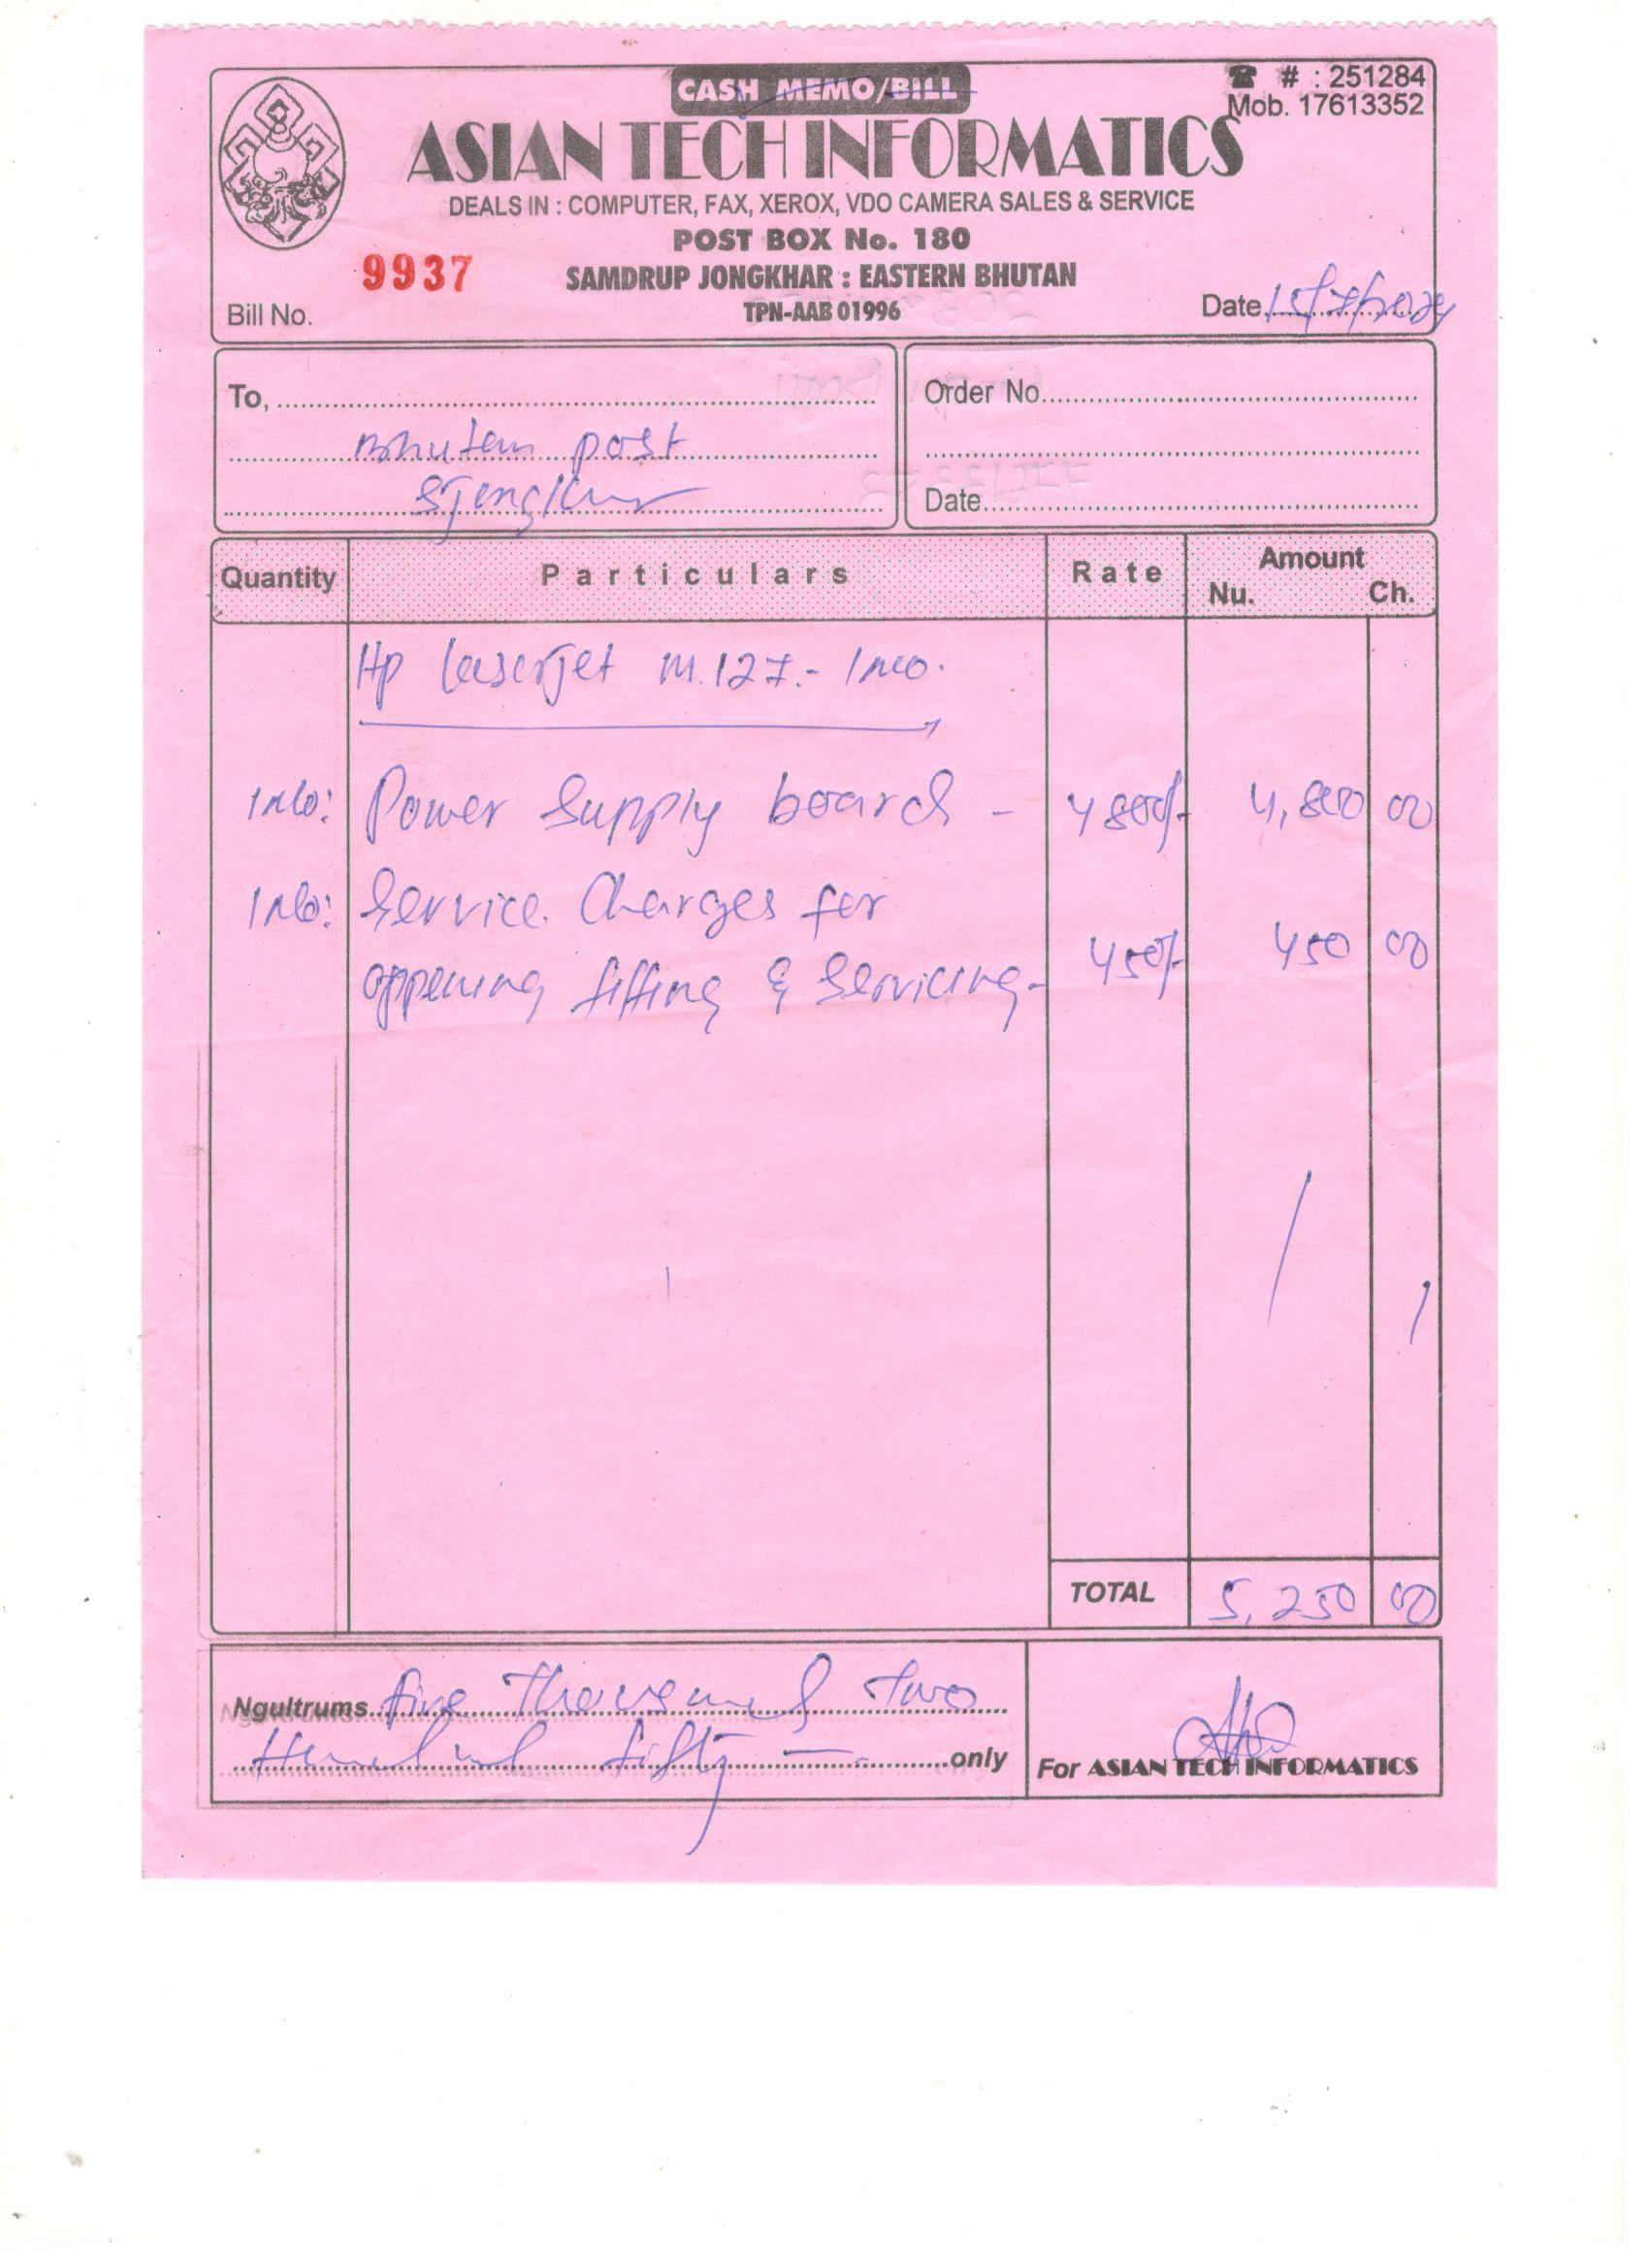 CASH MEMO/BILL
☎ # : 251284
Mob. 17613352
ASIAN TECH INFORMATICS
DEALS IN : COMPUTER, FAX, XEROX, VDO CAMERA SALES & SERVICE
POST BOX No. 180
9937
SAMDRUP JONGKHAR : EASTERN BHUTAN
Bill No.
TPN-AAB 01996
Date
To,
Bhutan post
SJongkhar
Order No.
Date
Quantity Particulars Rate Amount
Nu. Ch.
Hp Laserjet M.127.- 1no.
1no: Power Supply board - 4800/- 4,800 00
1no: Service Charges for
oppening fitting & Servicing- 450/- 450 00
TOTAL 5,250 00
Ngultrums five Thousand two
Hundred fifty only
For ASIAN TECH INFORMATICS